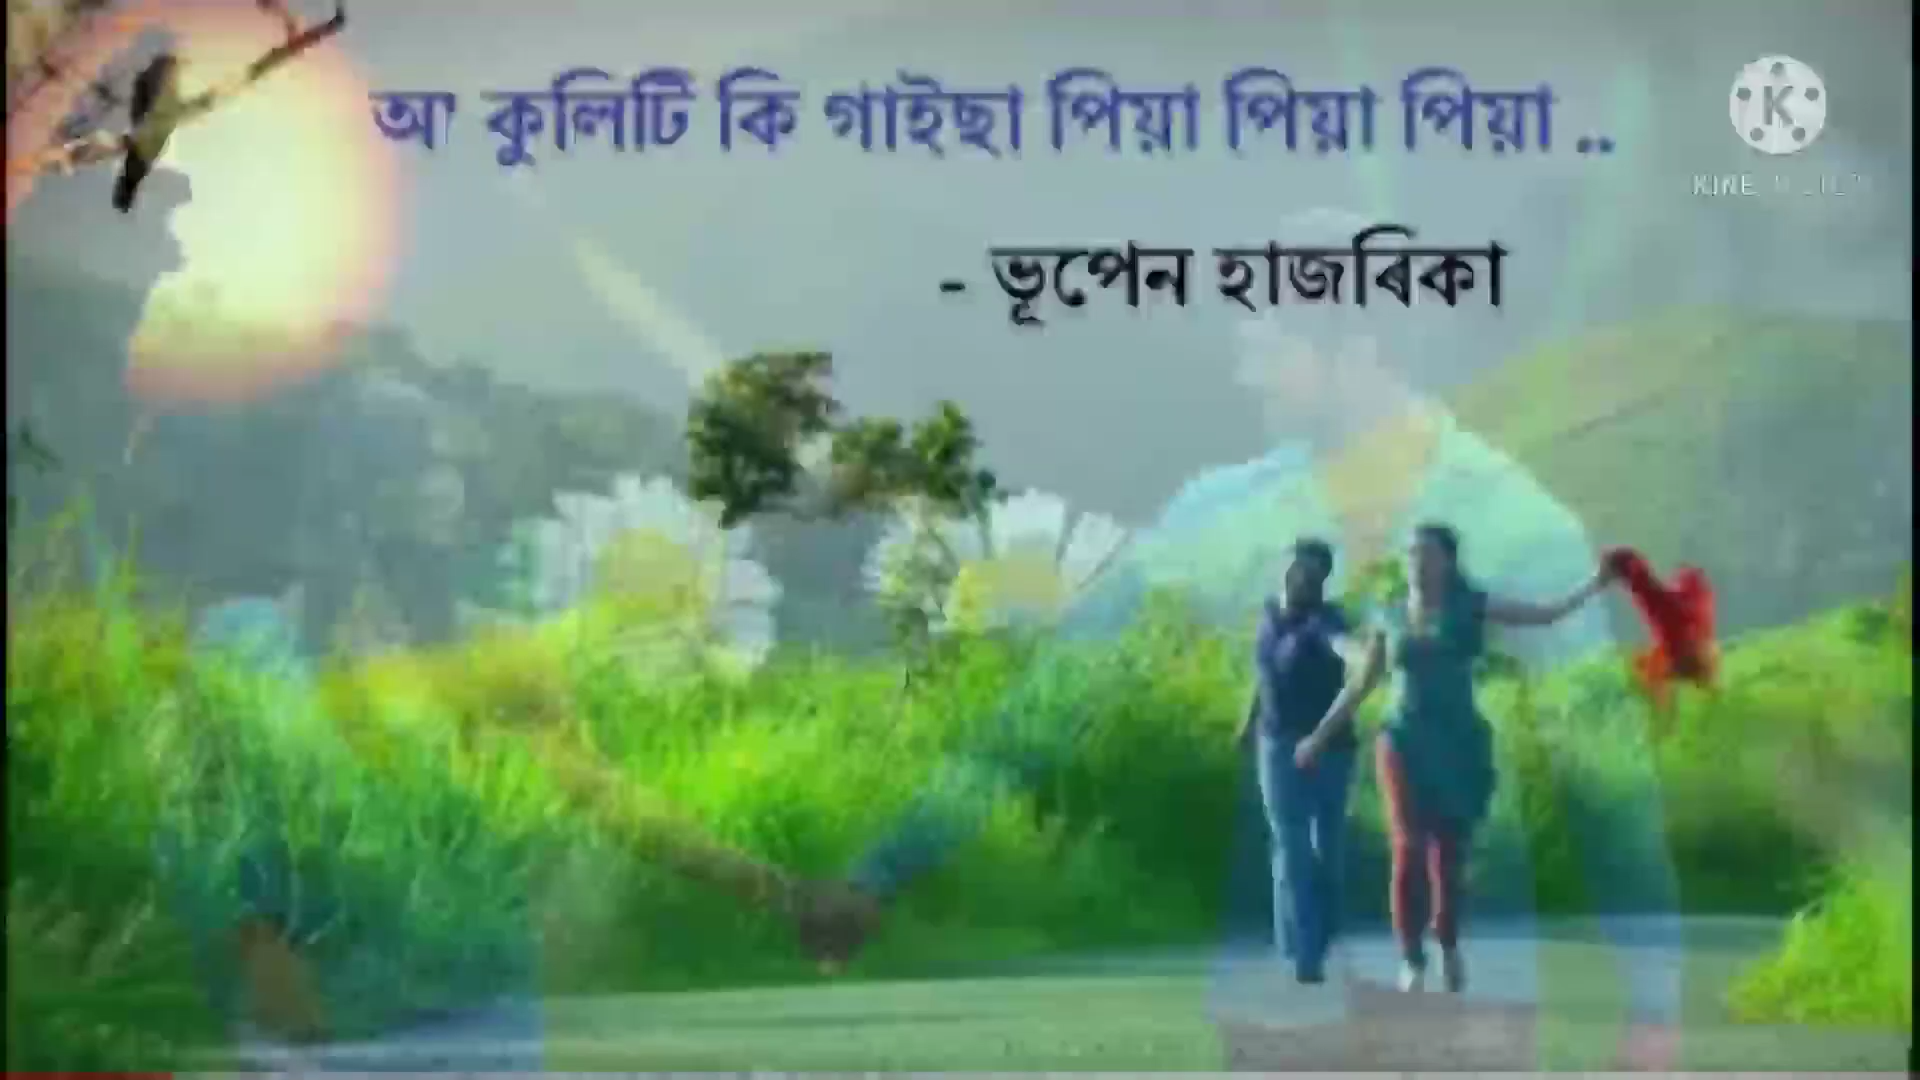 অ' কুলিটি কি গাইছা পিয়া পিয়া পিয়া ..
- ভূপেন হাজৰিকা